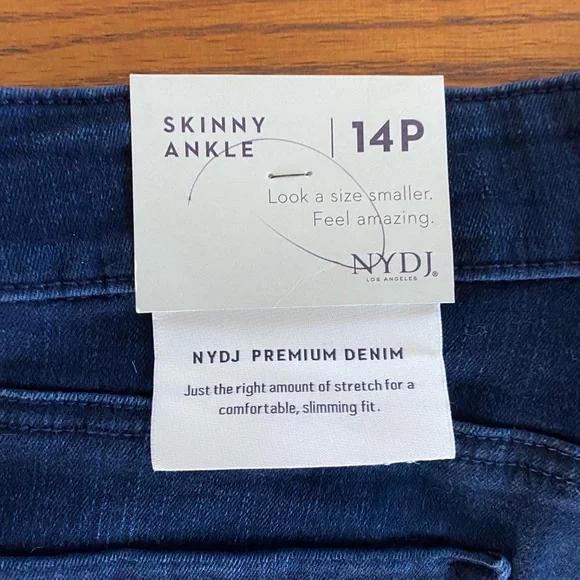 SKINNY
ANKLE
14P
Look a size smaller.
Feel amazing.
NYDJ®
LOS ANGELES
NYDJ PREMIUM DENIM
Just the right amount of stretch for a
comfortable, slimming fit.